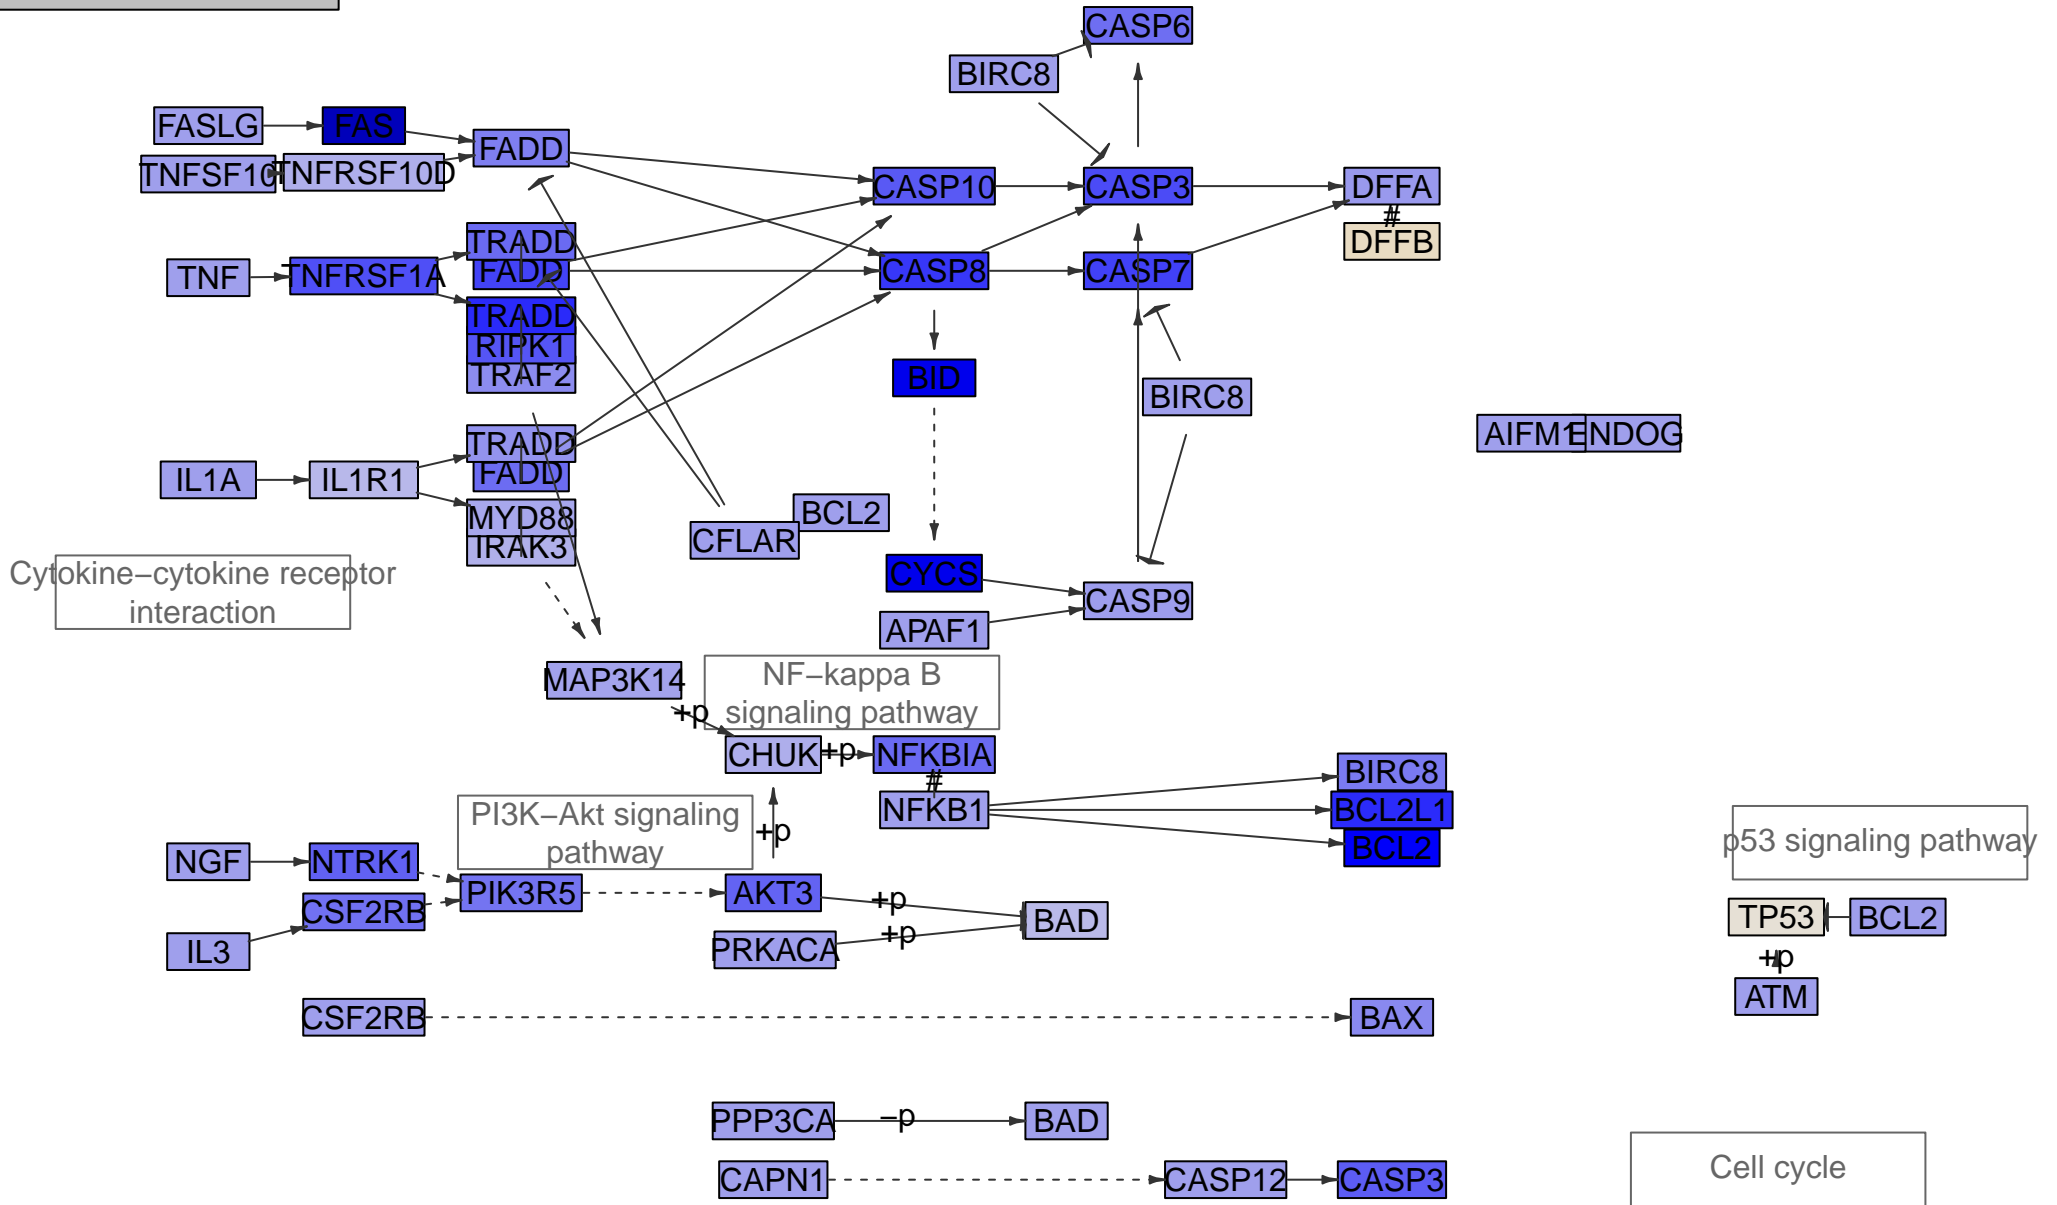 CASP6
BIRC8
FASLG
FAS
FADD
TNFSF10
TNFRSF10D
CASP10
CASP3
DFFA
#
DFFB
TRADD
FADD
TNF
TNFRSF1A
CASP8
CASP7
TRADD
RIPK1
TRAF2
BID
BIRC8
TRADD
FADD
AIFM1
ENDOG
IL1A
IL1R1
MYD88
IRAK3
BCL2
CFLAR
Cytokine−cytokine receptor
interaction
CYCS
CASP9
APAF1
MAP3K14
NF−kappa B
signaling pathway
+p
CHUK
+p
NFKBIA
#
NFKB1
BIRC8
BCL2L1
BCL2
PI3K−Akt signaling
pathway
+p
p53 signaling pathway
NGF
NTRK1
CSF2RB
PIK3R5
AKT3
+p
BAD
TP53
BCL2
IL3
PRKACA
+p
+p
ATM
CSF2RB
BAX
PPP3CA
−p
BAD
CAPN1
CASP12
CASP3
Cell cycle